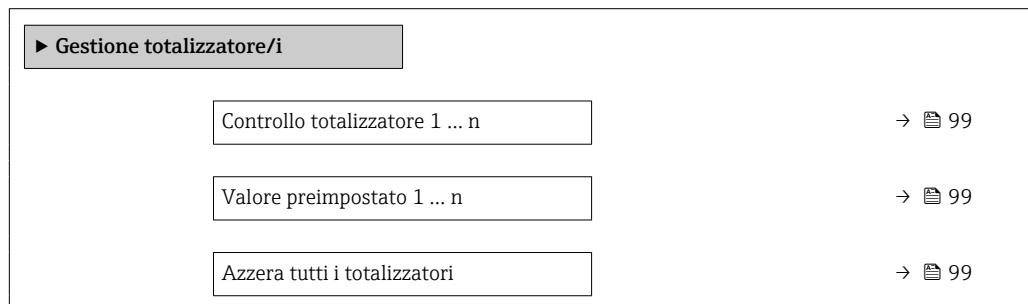 ▶ Gestione totalizzatore/i
Controllo totalizzatore 1 … n → 99
Valore preimpostato 1 … n → 99
Azzera tutti i totalizzatori → 99